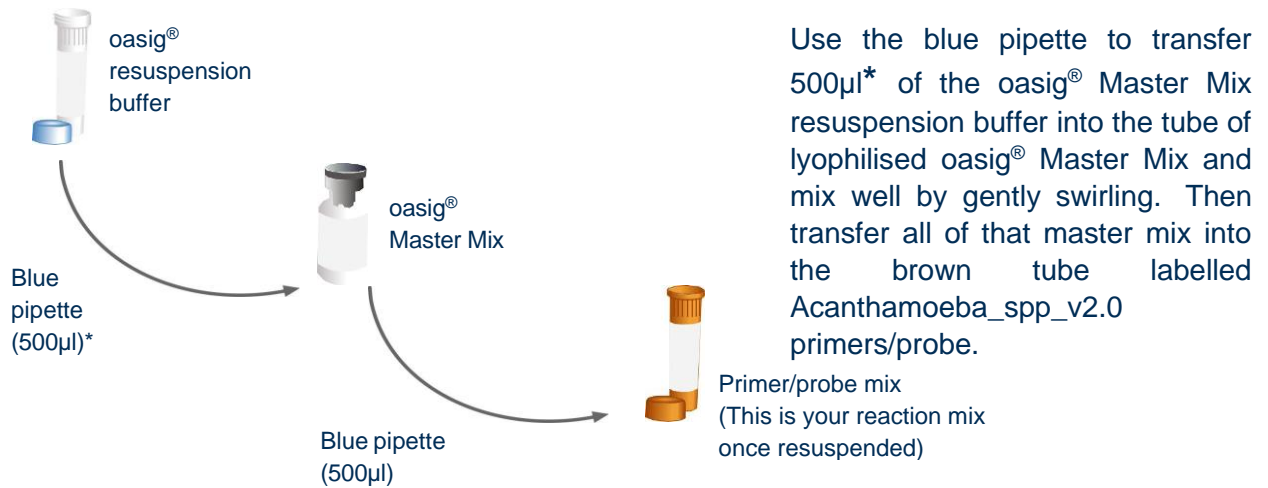 oasig®
resuspension
buffer
Use the blue pipette to transfer
500µl* of the oasig® Master Mix
resuspension buffer into the tube of
lyophilised oasig® Master Mix and
mix well by gently swirling. Then
transfer all of that master mix into
the brown tube labelled
Acanthamoeba_spp_v2.0
primers/probe.
oasig®
Master Mix
Blue
pipette
(500µl)*
Primer/probe mix
(This is your reaction mix
once resuspended)
Blue pipette
(500µl)